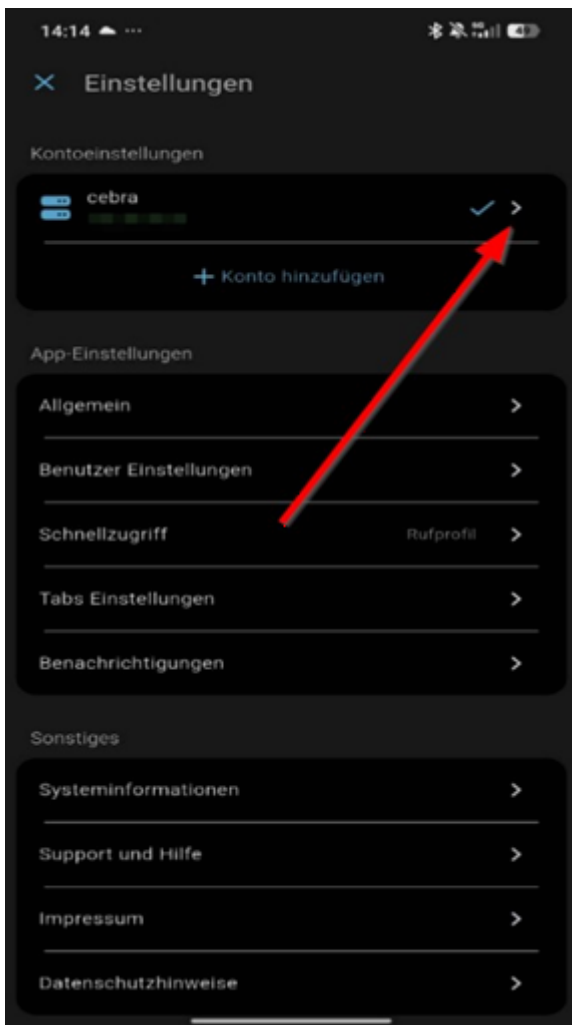 14:14
Einstellungen
Kontoeinstellungen
cebra
Konto hinzufügen
App-Einstellungen
Allgemein
Benutzer Einstellungen
Schnellzugriff Rufprofil
Tabs Einstellungen
Benachrichtigungen
Sonstiges
Systeminformationen
Support und Hilfe
Impressum
Datenschutzhinweise